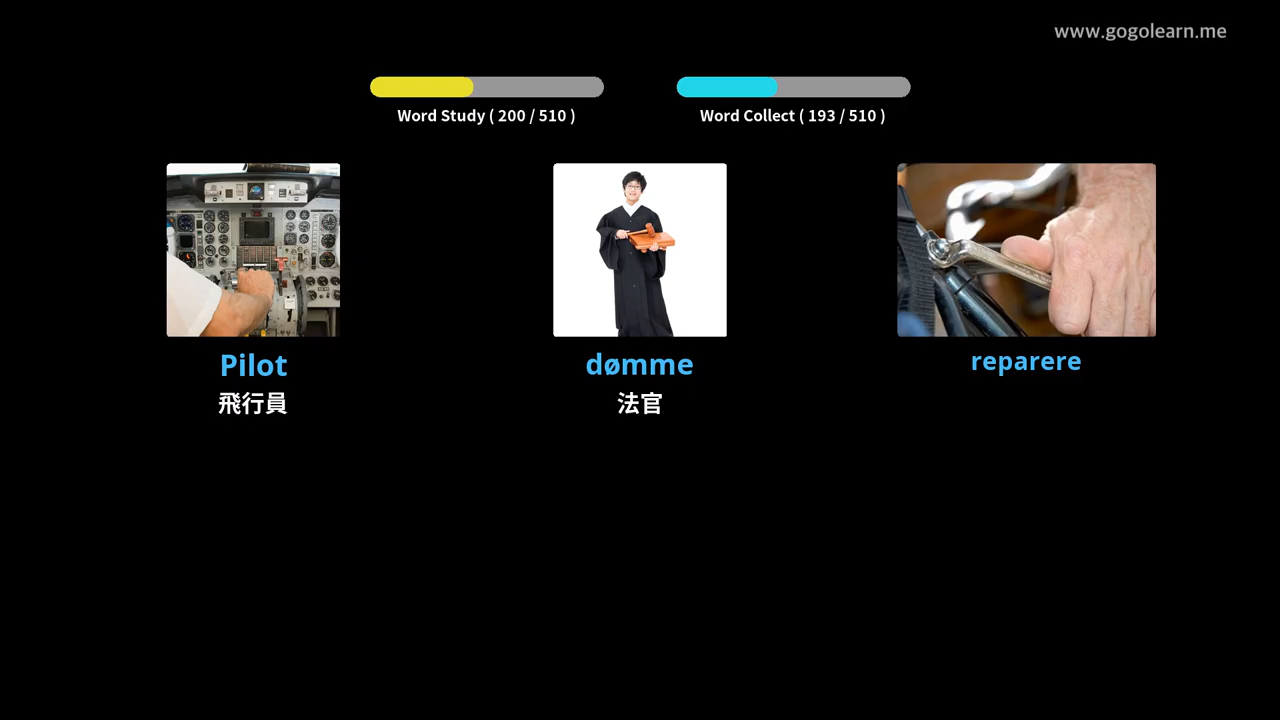 www.gogolearn.me
Word Study ( 200 / 510 )
Word Collect ( 193 / 510 )
Pilot
飛行員
dømme
法官
reparere